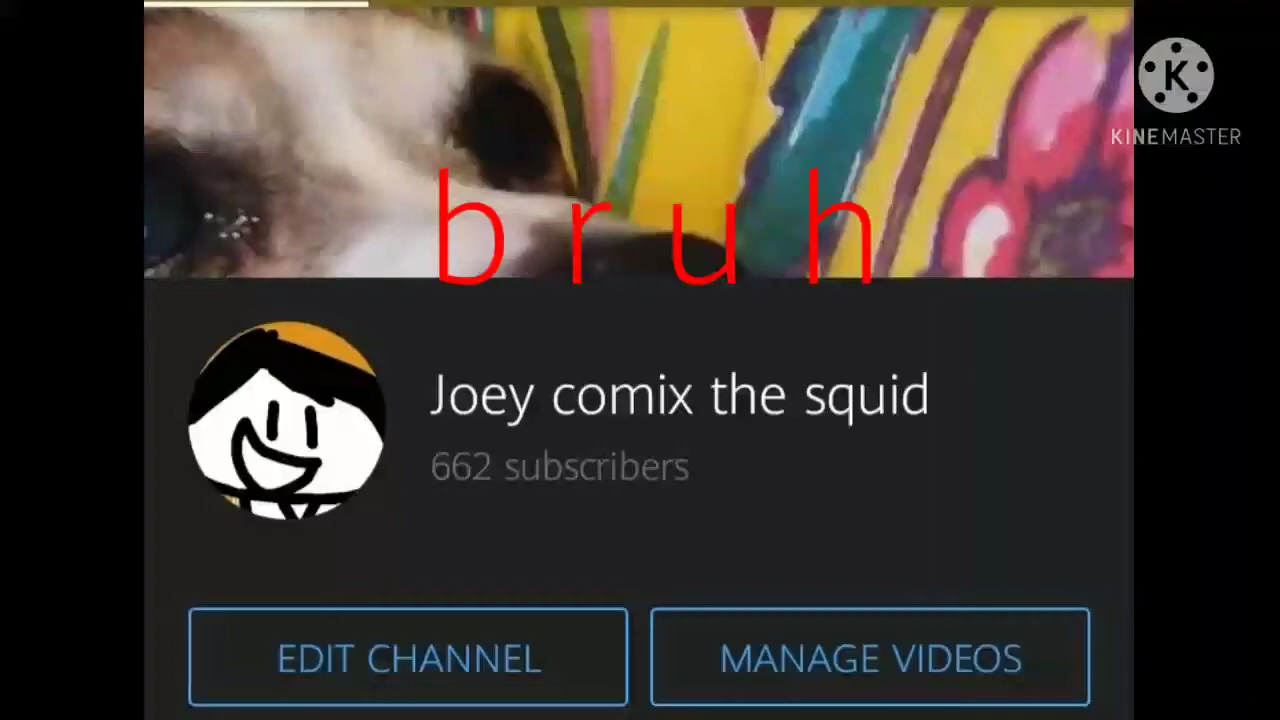 K
KINEMASTER
b r u h
Joey comix the squid
662 subscribers
EDIT CHANNEL
MANAGE VIDEOS